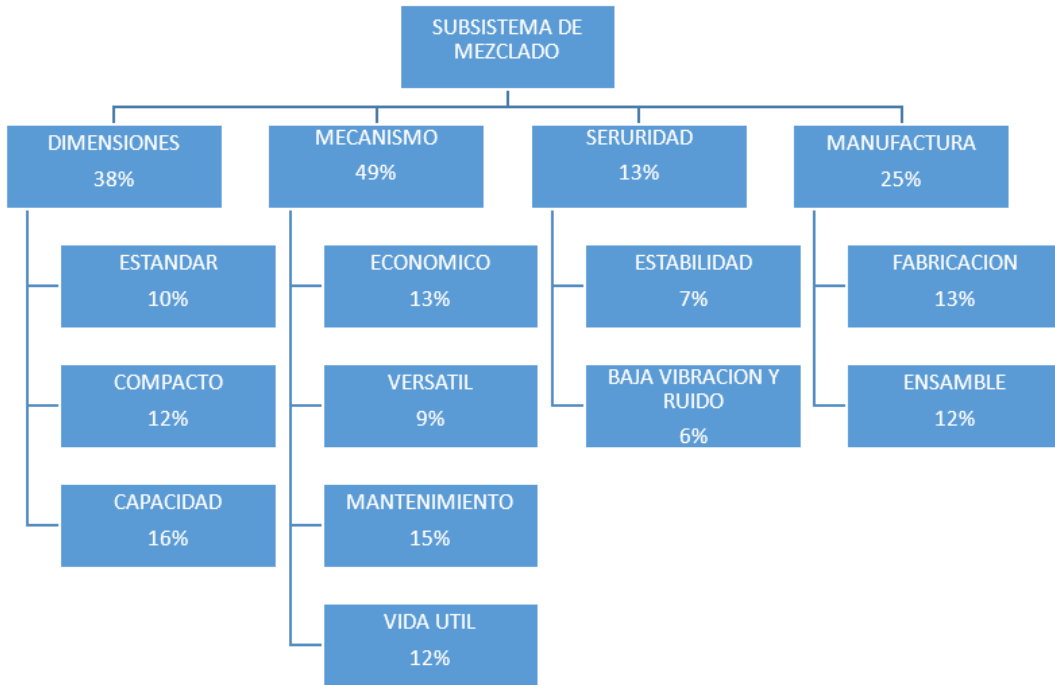 SUBSISTEMA DE
MEZCLADO
DIMENSIONES
38%
MECANISMO
49%
SERURIDAD
13%
MANUFACTURA
25%
ESTANDAR
10%
COMPACTO
12%
CAPACIDAD
16%
ECONOMICO
13%
VERSATIL
9%
MANTENIMIENTO
15%
VIDA UTIL
12%
ESTABILIDAD
7%
BAJA VIBRACION Y
RUIDO
6%
FABRICACION
13%
ENSAMBLE
12%